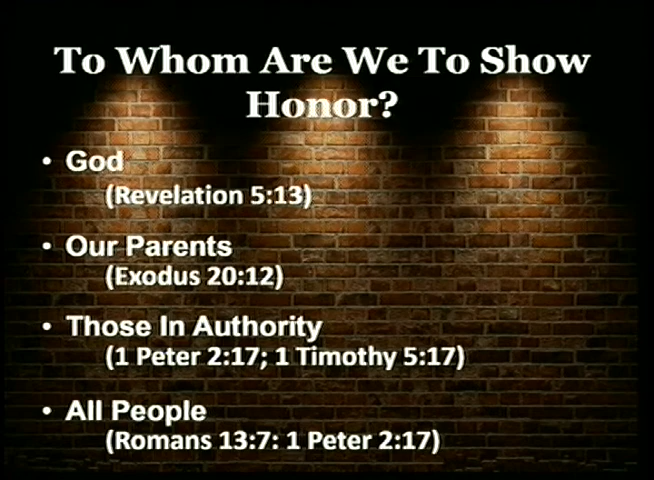 To Whom Are We To Show
Honor?
• God
(Revelation 5:13)
• Our Parents
(Exodus 20:12)
• Those In Authority
(1 Peter 2:17; 1 Timothy 5:17)
• All People
(Romans 13:7: 1 Peter 2:17)